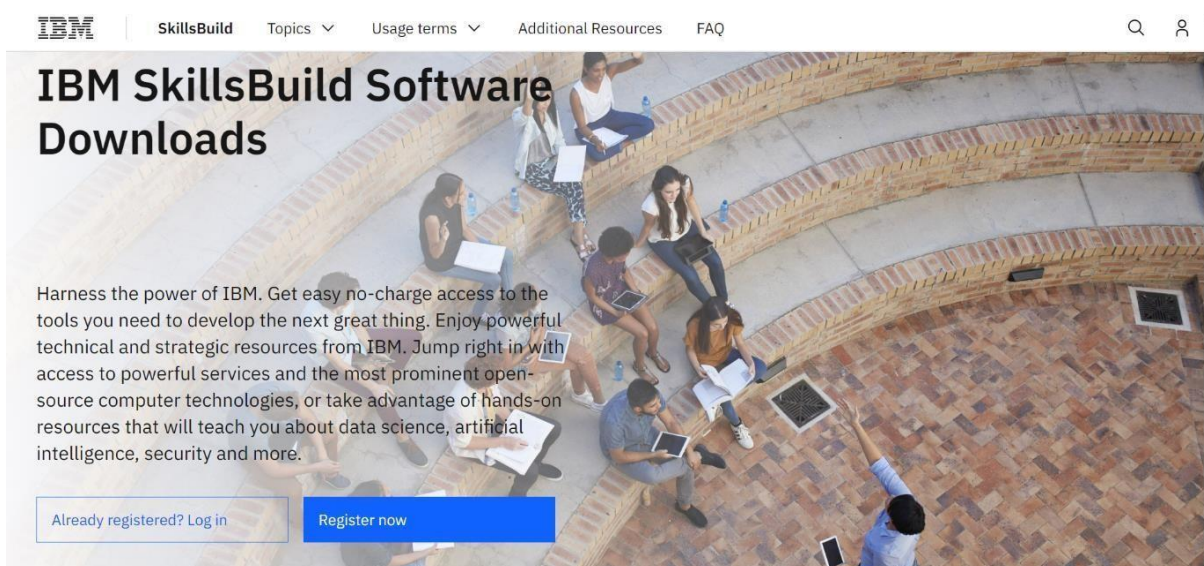 IBM
SkillsBuild
Topics
Usage terms
Additional Resources
FAQ
IBM SkillsBuild Software
Downloads
Harness the power of IBM. Get easy no-charge access to the
tools you need to develop the next great thing. Enjoy powerful
technical and strategic resources from IBM. Jump right in with
access to powerful services and the most prominent open-
source computer technologies, or take advantage of hands-on
resources that will teach you about data science, artificial
intelligence, security and more.
Already registered? Log in
Register now